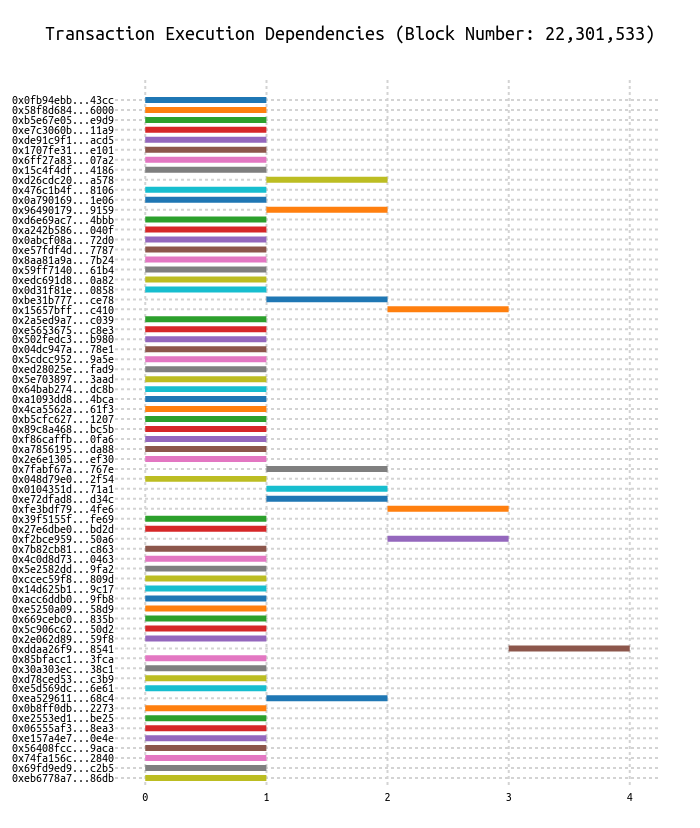 Transaction Execution Dependencies (Block Number: 22,301,533)
0x0fb94ebb...43cc
0x58f8d684...6000
0xb5e67e05...e9d9
0xe7c3060b...11a9
0xde91c9f1...acd5
0x1707fe31...e101
0x6ff27a83...07a2
0x15c4f4df...4186
0xd26cdc20...a578
0x476c1b4f...8106
0x0a790169...1e06
0x96490179...9159
0xd6e69ac7...4bbb
0xa242b586...040f
0x0abcf08a...72d0
0xe57fdf4d...7787
0x8aa81a9a...7b24
0x59ff7140...61b4
0xedc691d8...0a82
0x0d31f81e...0858
0xbe31b777...ce78
0x15657bff...c410
0x2a5ed9a7...c039
0xe5653675...c8e3
0x502fedc3...b980
0x04dc947a...78e1
0x5cdcc952...9a5e
0xed28025e...fad9
0x5e703897...3aad
0x64bab274...dc8b
0xa1093dd8...4bca
0x4ca5562a...61f3
0xb5cfc627...1207
0x89c8a468...bc5b
0xf86caffb...0fa6
0xa7856195...da88
0x2e6e1305...ef30
0x7fabf67a...767e
0x048d79e0...2f54
0x0104351d...71a1
0xe72dfad8...d34c
0xfe3bdf79...4fe6
0x39f5155f...fe69
0x27e6dbe0...bd2d
0xf2bce959...50a6
0x7b82cb81...c863
0x4c0d8d73...0463
0x5e2582dd...9fa2
0xccec59f8...809d
0x14d625b1...9c17
0xacc6ddb0...9fb8
0xe5250a09...58d9
0x669cebc0...835b
0x5c906c62...50d2
0x2e062d89...59f8
0xddaa26f9...8541
0x85bfacc1...3fca
0x30a303ec...38c1
0xd78ced53...c3b9
0xe5d569dc...6e61
0xea529611...68c4
0x0b8ff0db...2273
0xe2553ed1...be25
0x06555af3...8ea3
0xe157a4e7...0e4e
0x56408fcc...9aca
0x74fa156c...2840
0x69fd9ed9...c2b5
0xeb6778a7...86db
0 1 2 3 4